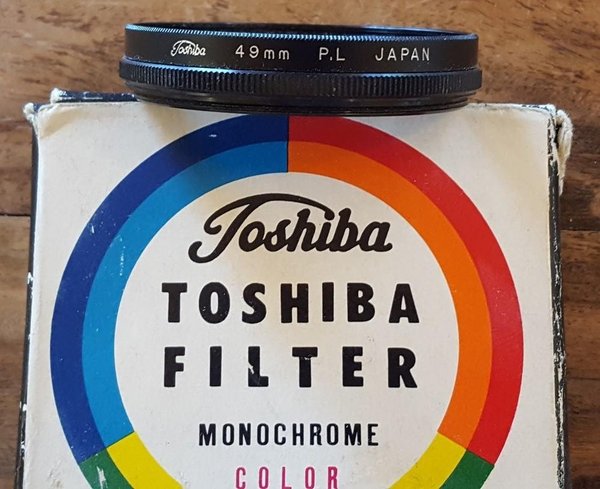 Toshiba 49mm P.L JAPAN
Toshiba
TOSHIBA
FILTER
MONOCHROME
COLOR